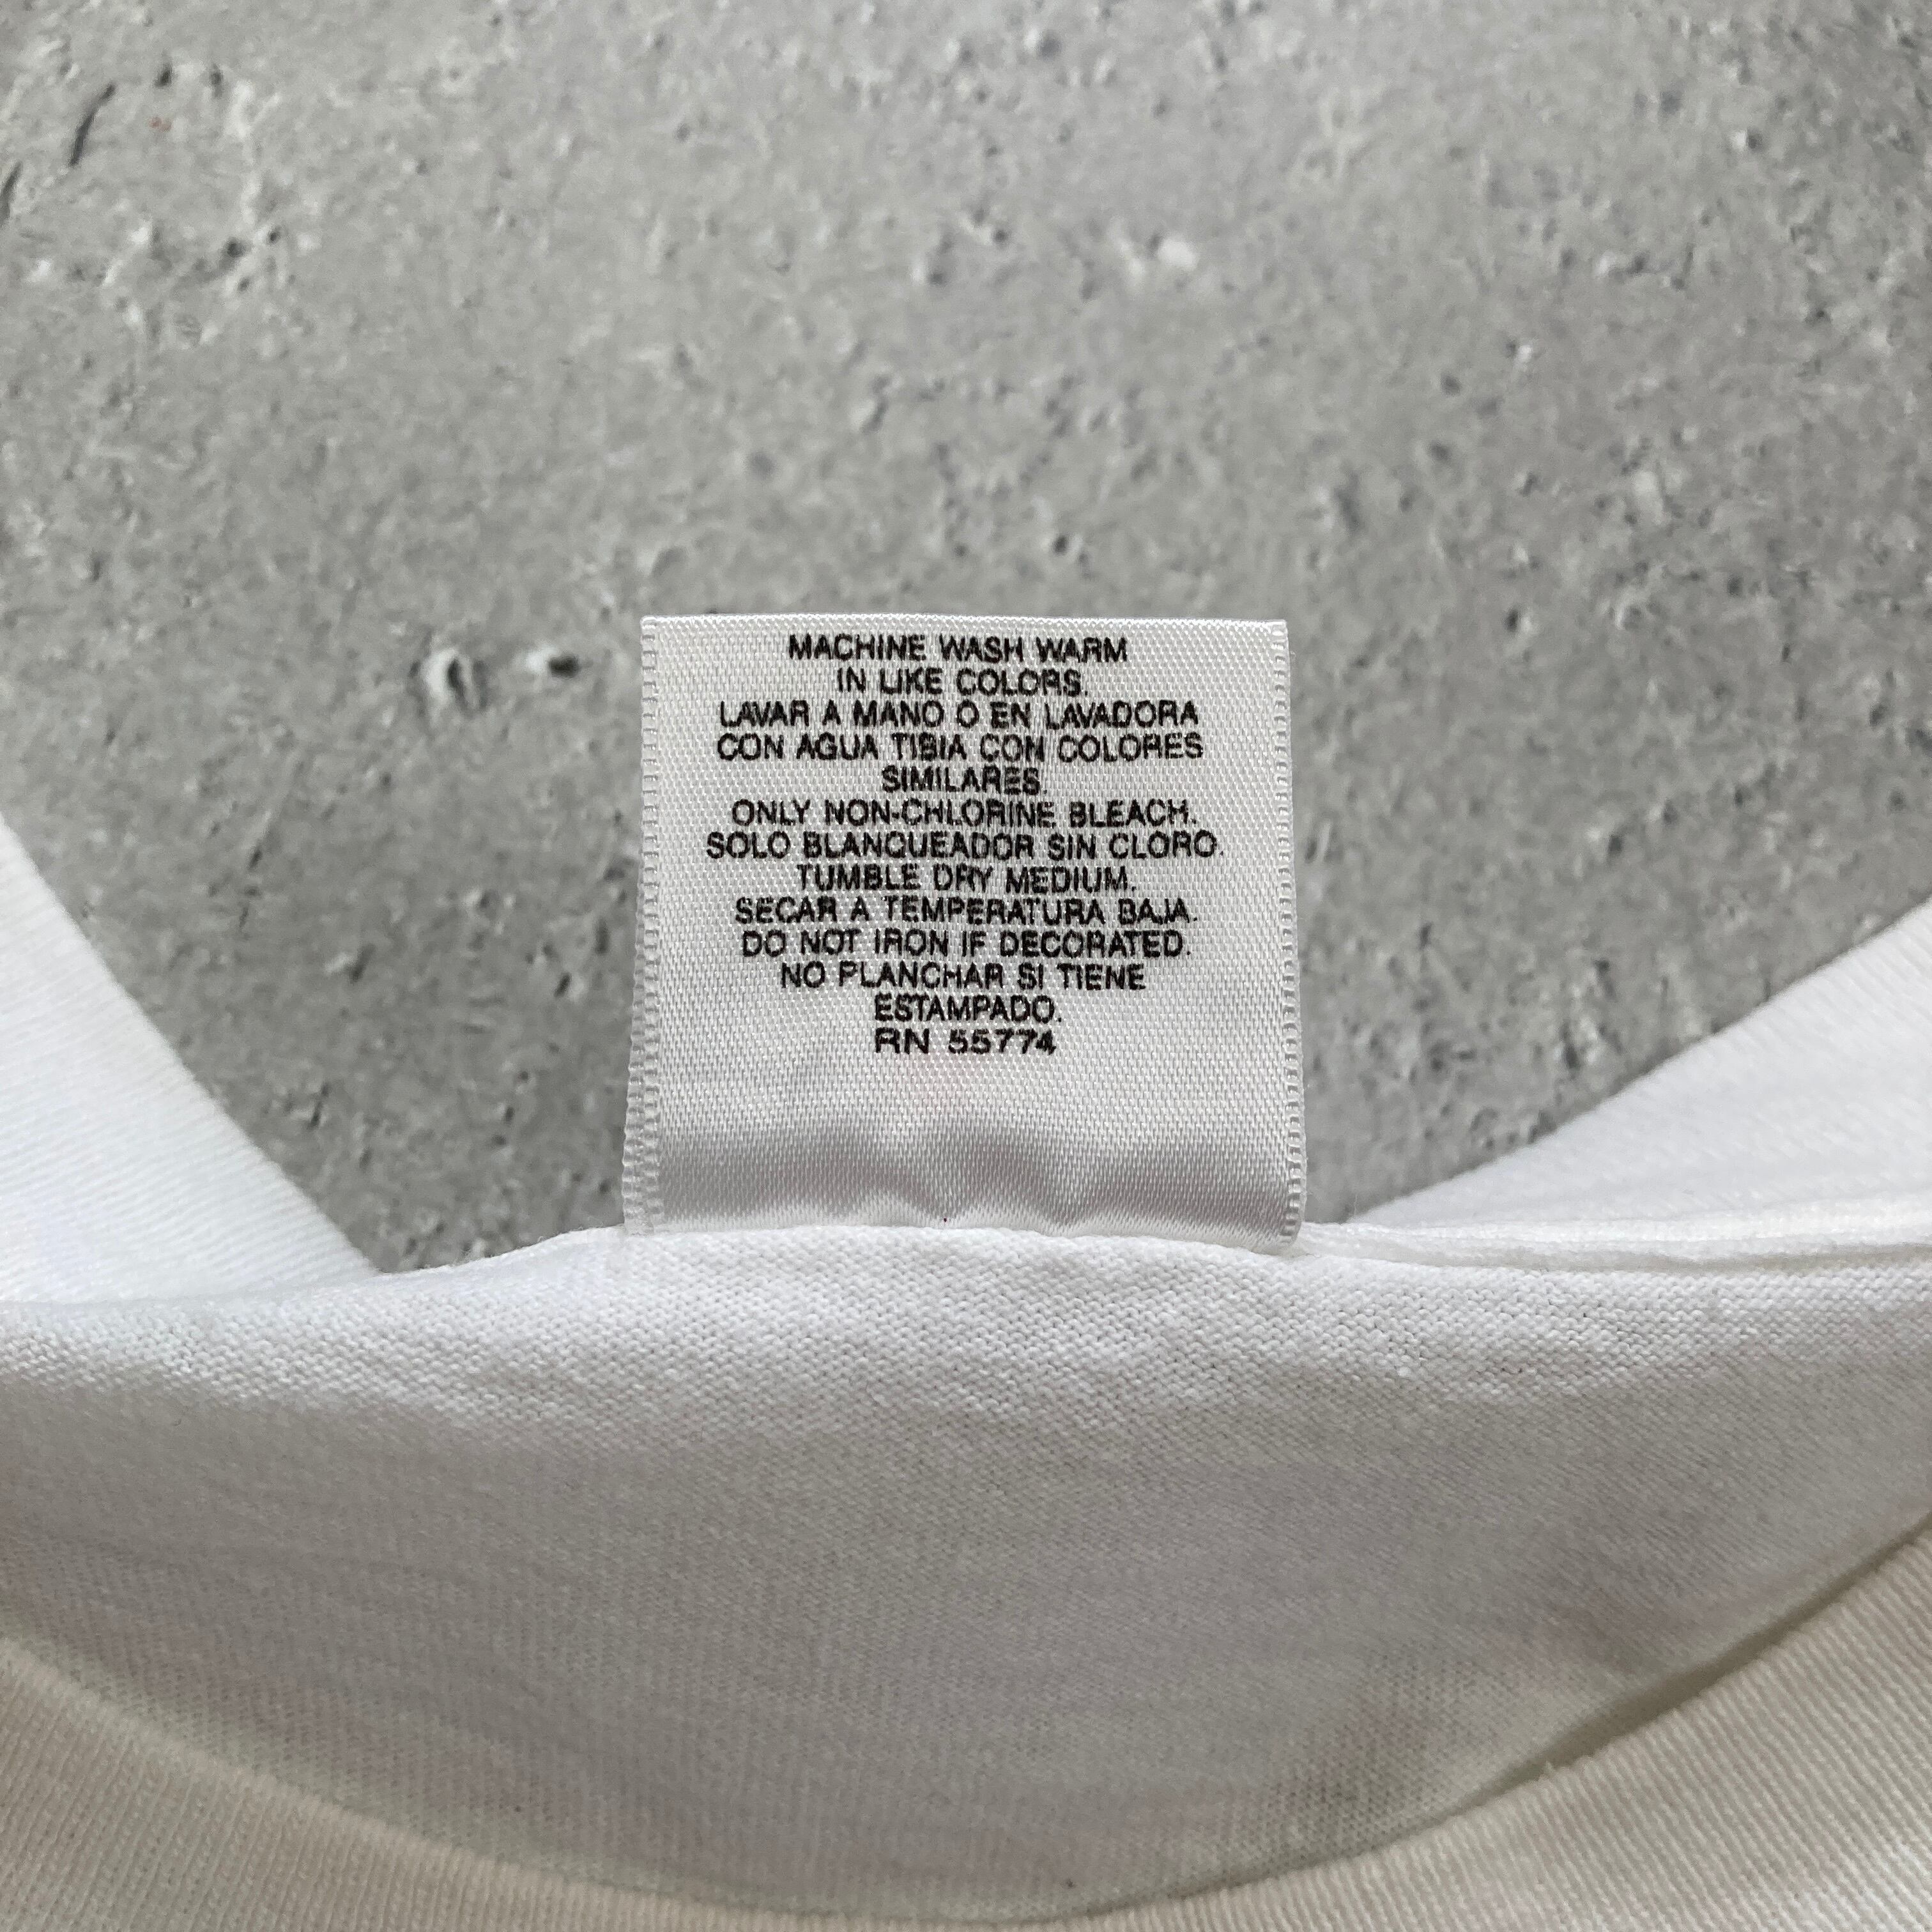 MACHINE WASH WARM
IN LIKE COLORS.
LAVAR A MANO O EN LAVADORA
CON AGUA TIBIA CON COLORES
SIMILARES
ONLY NON-CHLORINE BLEACH.
SOLO BLANQUEADOR SIN CLORO.
TUMBLE DRY MEDIUM.
SECAR A TEMPERATURA BAJA.
DO NOT IRON IF DECORATED.
NO PLANCHAR SI TIENE
ESTAMPADO.
RN 55774